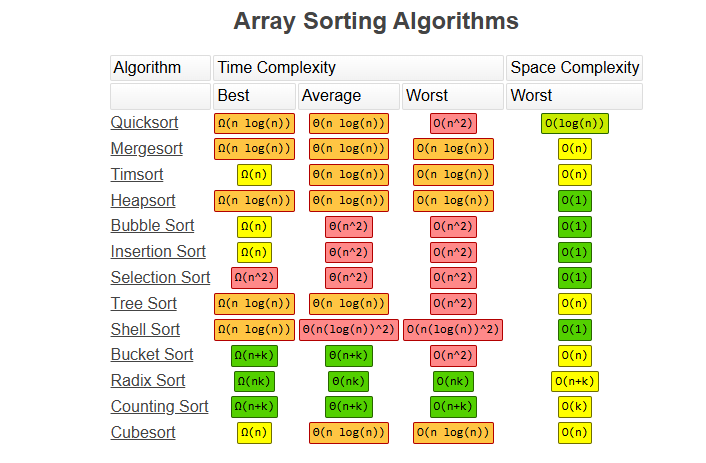 Array Sorting Algorithms
Algorithm Time Complexity Space Complexity
Best Average Worst Worst
Quicksort Ω(n log(n)) Θ(n log(n)) O(n^2) O(log(n))
Mergesort Ω(n log(n)) Θ(n log(n)) O(n log(n)) O(n)
Timsort Ω(n) Θ(n log(n)) O(n log(n)) O(n)
Heapsort Ω(n log(n)) Θ(n log(n)) O(n log(n)) O(1)
Bubble Sort Ω(n) Θ(n^2) O(n^2) O(1)
Insertion Sort Ω(n) Θ(n^2) O(n^2) O(1)
Selection Sort Ω(n^2) Θ(n^2) O(n^2) O(1)
Tree Sort Ω(n log(n)) Θ(n log(n)) O(n^2) O(n)
Shell Sort Ω(n log(n)) Θ(n(log(n))^2) O(n(log(n))^2) O(1)
Bucket Sort Ω(n+k) Θ(n+k) O(n^2) O(n)
Radix Sort Ω(nk) Θ(nk) O(nk) O(n+k)
Counting Sort Ω(n+k) Θ(n+k) O(n+k) O(k)
Cubesort Ω(n) Θ(n log(n)) O(n log(n)) O(n)